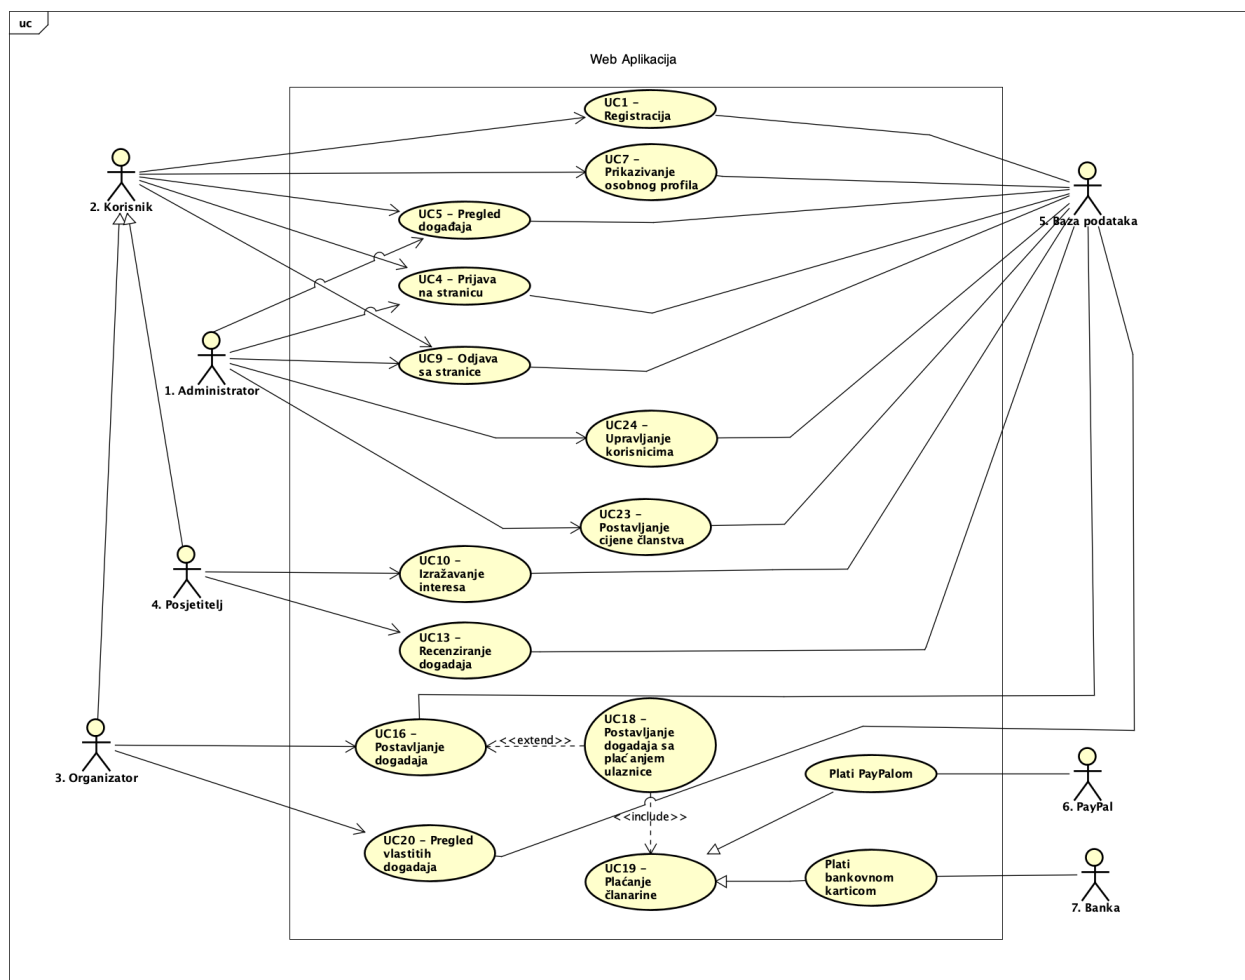 uc
Web Aplikacija
UC1 –
Registracija
UC7 –
Prikazivanje
osobnog profila
2. Korisnik
UC5 – Pregled
događaja
5. Baza podataka
UC4 – Prijava
na stranicu
UC9 – Odjava
sa stranice
1. Administrator
UC24 –
Upravljanje
korisnicima
UC23 –
Postavljanje
cijene članstva
UC10 –
Izražavanje
interesa
4. Posjetitelj
UC13 –
Recenziranje
događaja
UC16 –
Postavljanje
događaja
<<extend>>
UC18 –
Postavljanje
događaja sa
plaćanjem
ulaznice
3. Organizator
Plati PayPalom
6. PayPal
<<include>>
UC20 – Pregled
vlastitih
događaja
UC19 –
Plaćanje
članarine
Plati
bankovnom
karticom
7. Banka